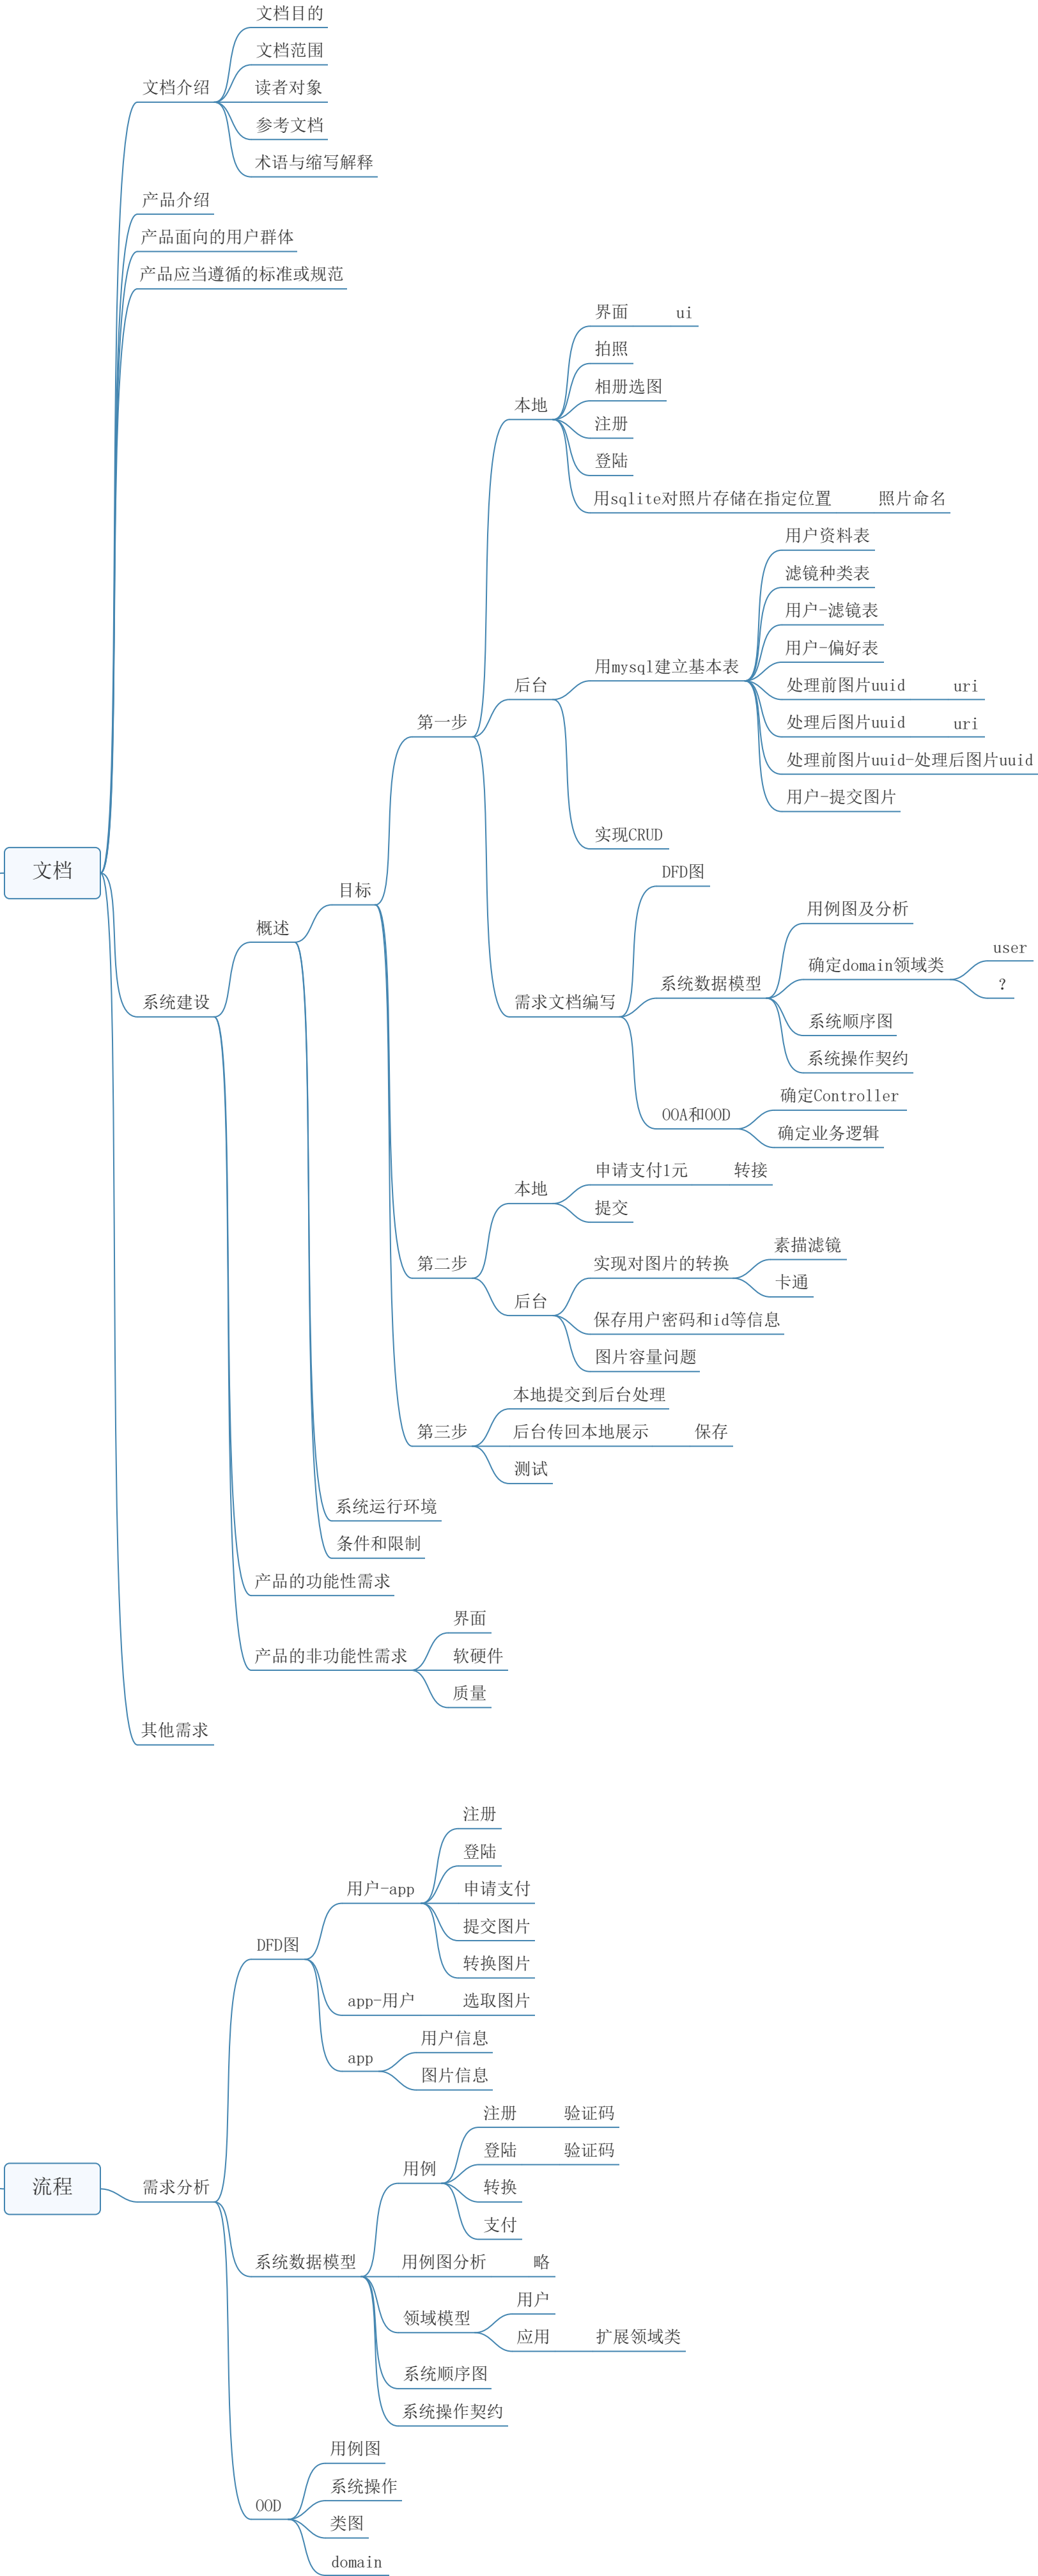 文档目的
文档范围
文档介绍
读者对象
参考文档
术语与缩写解释
产品介绍
产品面向的用户群体
产品应当遵循的标准或规范
界面 ui
拍照
相册选图
本地
注册
登陆
用sqlite对照片存储在指定位置 照片命名
用户资料表
滤镜种类表
用户-滤镜表
用户-偏好表
用mysql建立基本表
后台
处理前图片uuid uri
第一步
处理后图片uuid uri
处理前图片uuid-处理后图片uuid
用户-提交图片
实现CRUD
文档
DFD图
目标
用例图及分析
概述
user
确定domain领域类
系统数据模型
?
系统建设
需求文档编写
系统顺序图
系统操作契约
确定Controller
OOA和OOD
确定业务逻辑
申请支付1元 转接
本地
提交
素描滤镜
第二步
实现对图片的转换
卡通
后台
保存用户密码和id等信息
图片容量问题
本地提交到后台处理
第三步
后台传回本地展示 保存
测试
系统运行环境
条件和限制
产品的功能性需求
界面
产品的非功能性需求
软硬件
质量
其他需求
注册
登陆
用户-app
申请支付
提交图片
DFD图
转换图片
app-用户 选取图片
用户信息
app
图片信息
注册 验证码
登陆 验证码
用例
流程
需求分析
转换
支付
系统数据模型
用例图分析 略
用户
领域模型
应用 扩展领域类
系统顺序图
系统操作契约
用例图
系统操作
OOD
类图
domain